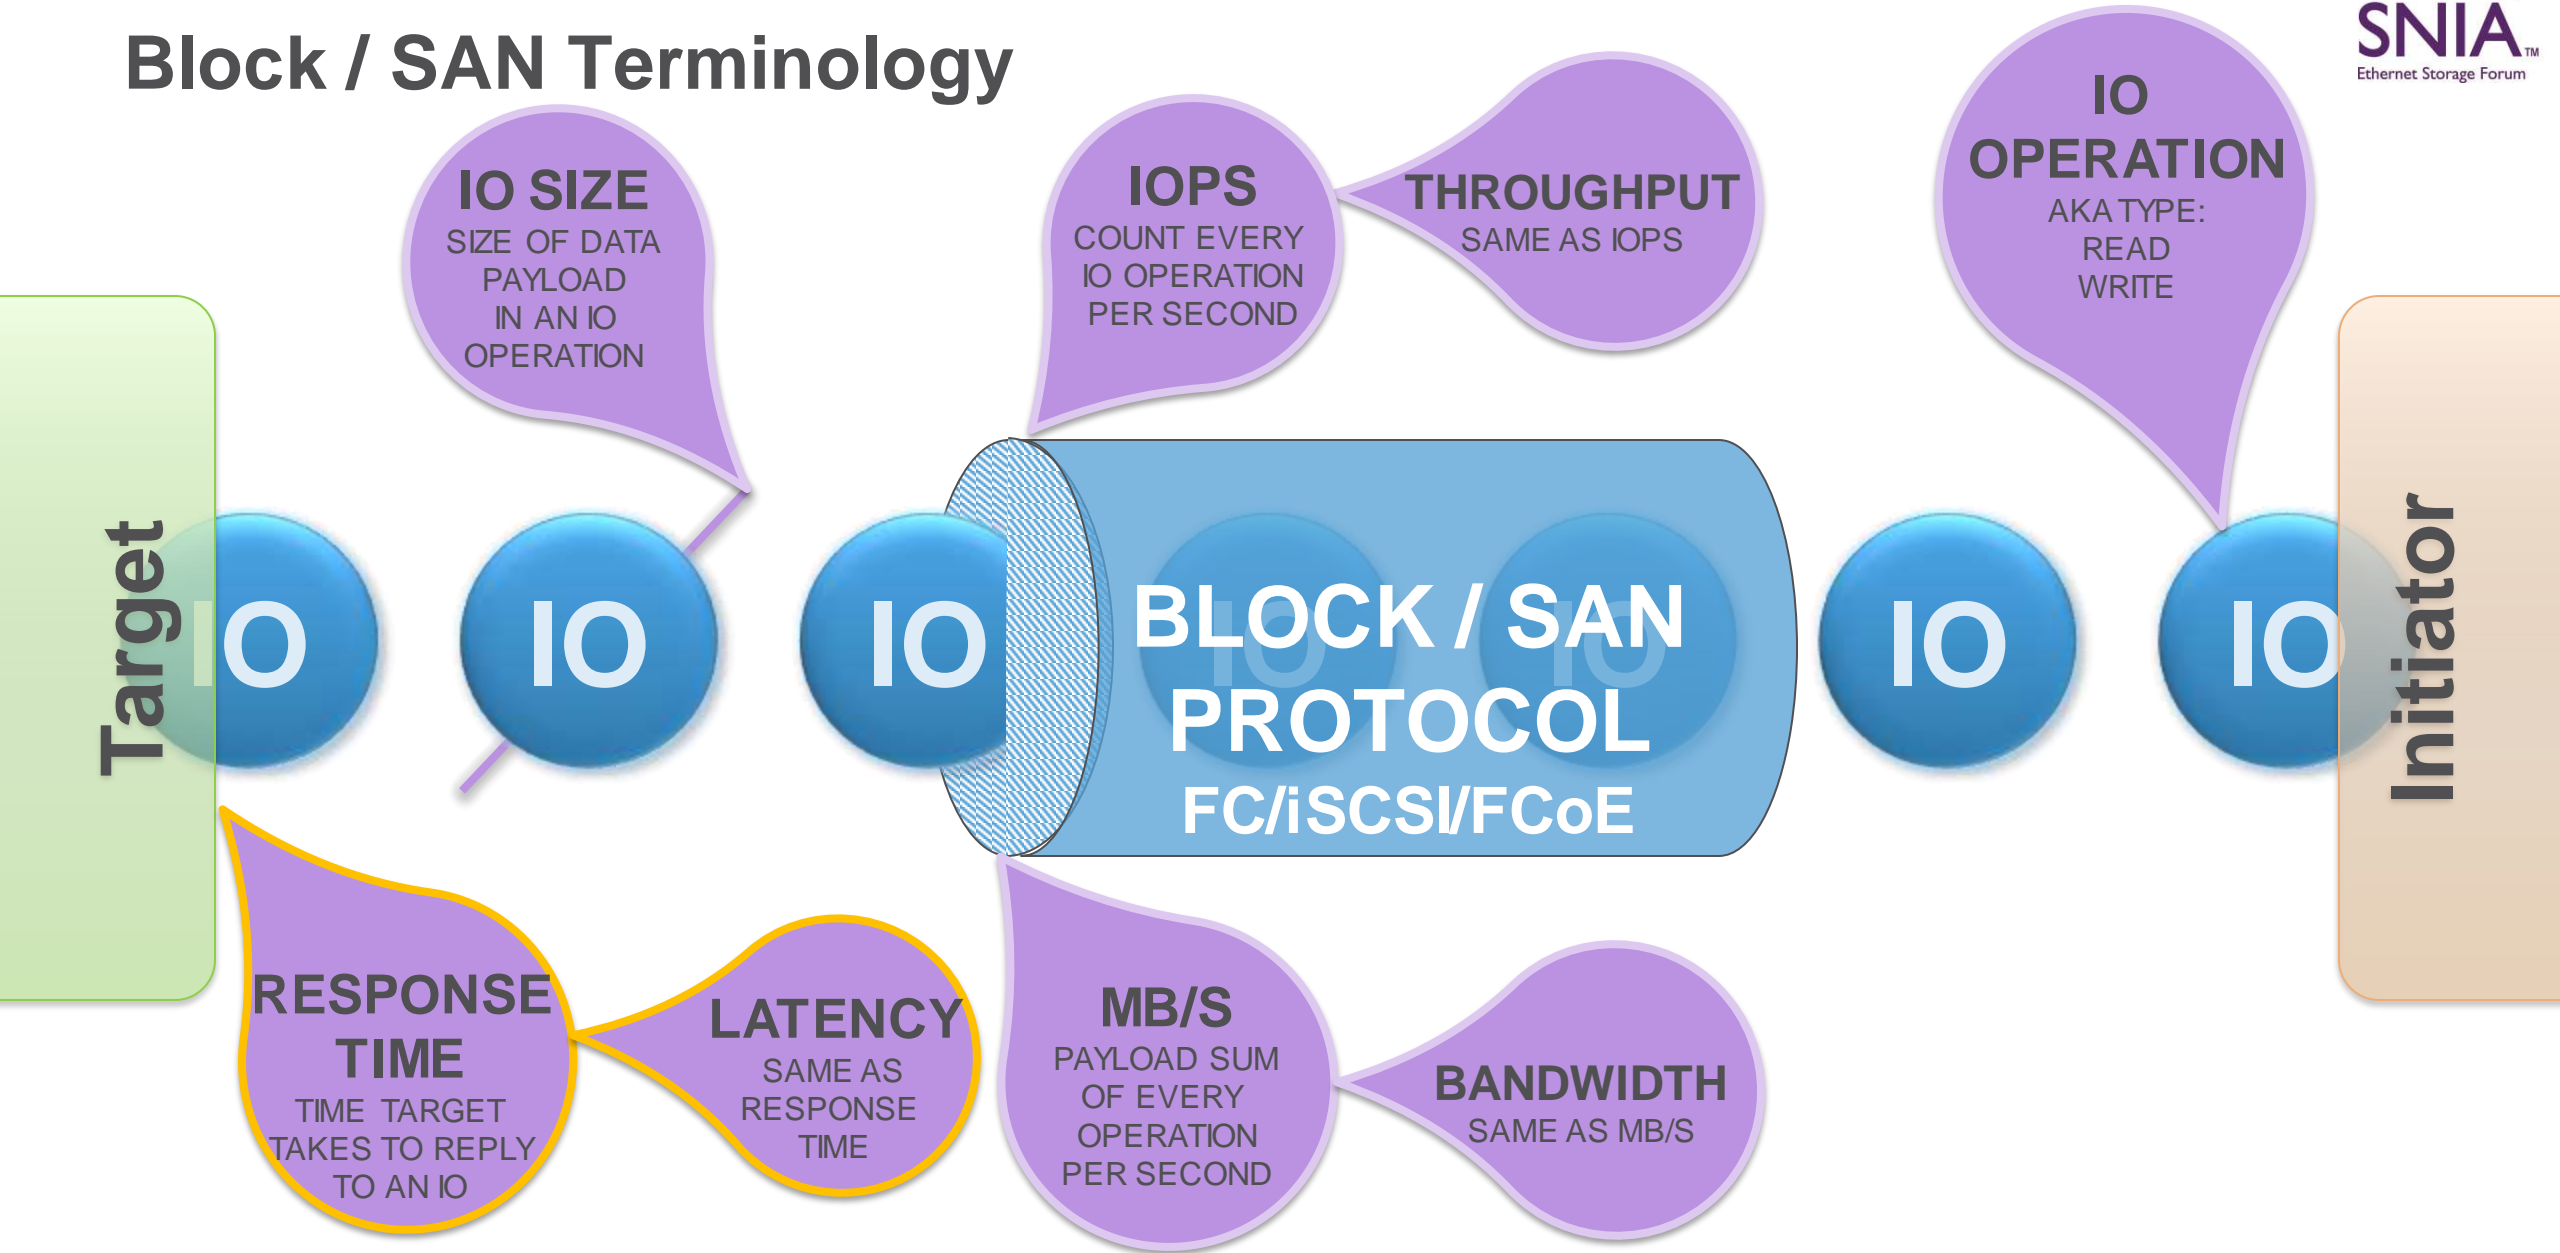 Block / SAN Terminology
SNIA™
Ethernet Storage Forum
IO SIZE
SIZE OF DATA
PAYLOAD
IN AN IO
OPERATION
IOPS
COUNT EVERY
IO OPERATION
PER SECOND
THROUGHPUT
SAME AS IOPS
IO
OPERATION
AKA TYPE:
READ
WRITE
Target
IO
IO
IO
IO
IO
BLOCK / SAN
PROTOCOL
FC/iSCSI/FCoE
IO
IO
Initiator
RESPONSE
TIME
TIME TARGET
TAKES TO REPLY
TO AN IO
LATENCY
SAME AS
RESPONSE
TIME
MB/S
PAYLOAD SUM
OF EVERY
OPERATION
PER SECOND
BANDWIDTH
SAME AS MB/S